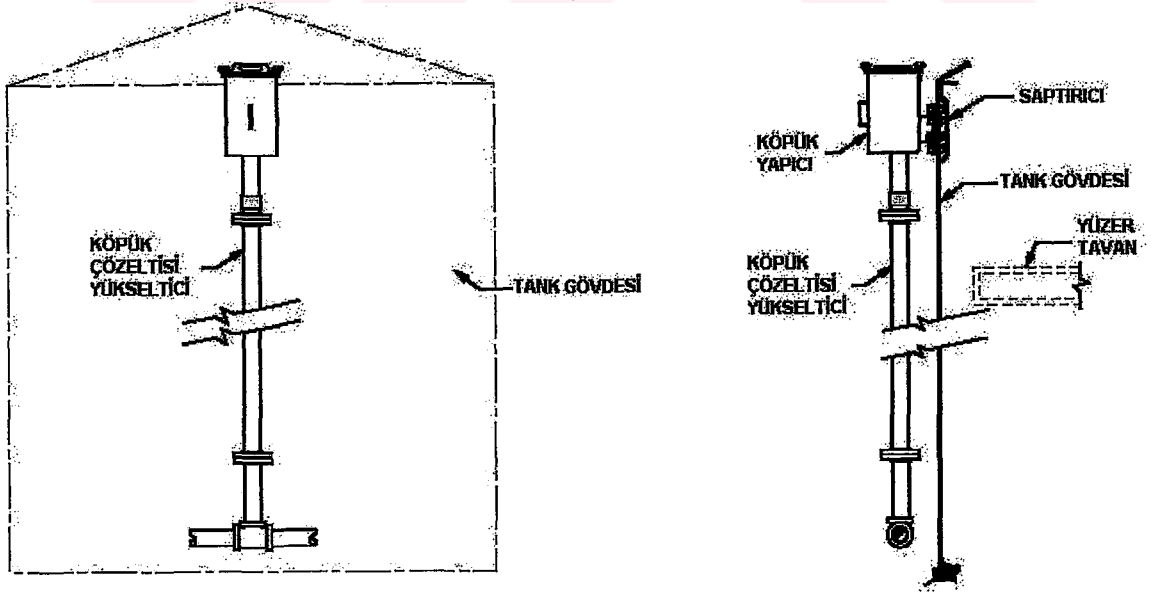 KÖPÜK
ÇÖZELTİSİ
YÜKSELTİCİ
TANK GÖVDESİ
SAPTIRICI
KÖPÜK
YAPICI
TANK GÖVDESİ
YÜZER
TAVAN
KÖPÜK
ÇÖZELTİSİ
YÜKSELTİCİ